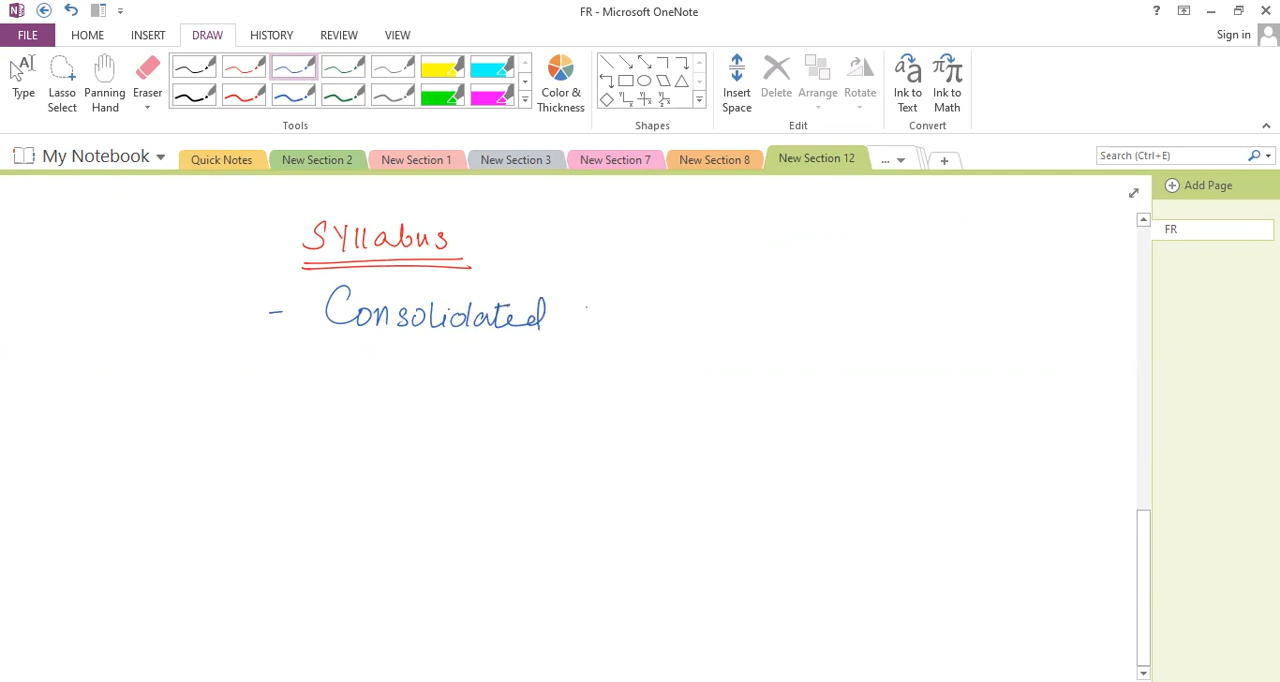 FR - Microsoft OneNote
?
Sign in
FILE HOME INSERT DRAW HISTORY REVIEW VIEW
Type
Lasso Select
Panning Hand
Eraser
Color & Thickness
Insert Space
Delete
Arrange
Rotate
Ink to Text
Ink to Math
Tools
Shapes
Edit
Convert
My Notebook
Quick Notes
New Section 2
New Section 1
New Section 3
New Section 7
New Section 8
New Section 12
...
Search (Ctrl+E)
Add Page
FR
Syllabus
- Consolidated